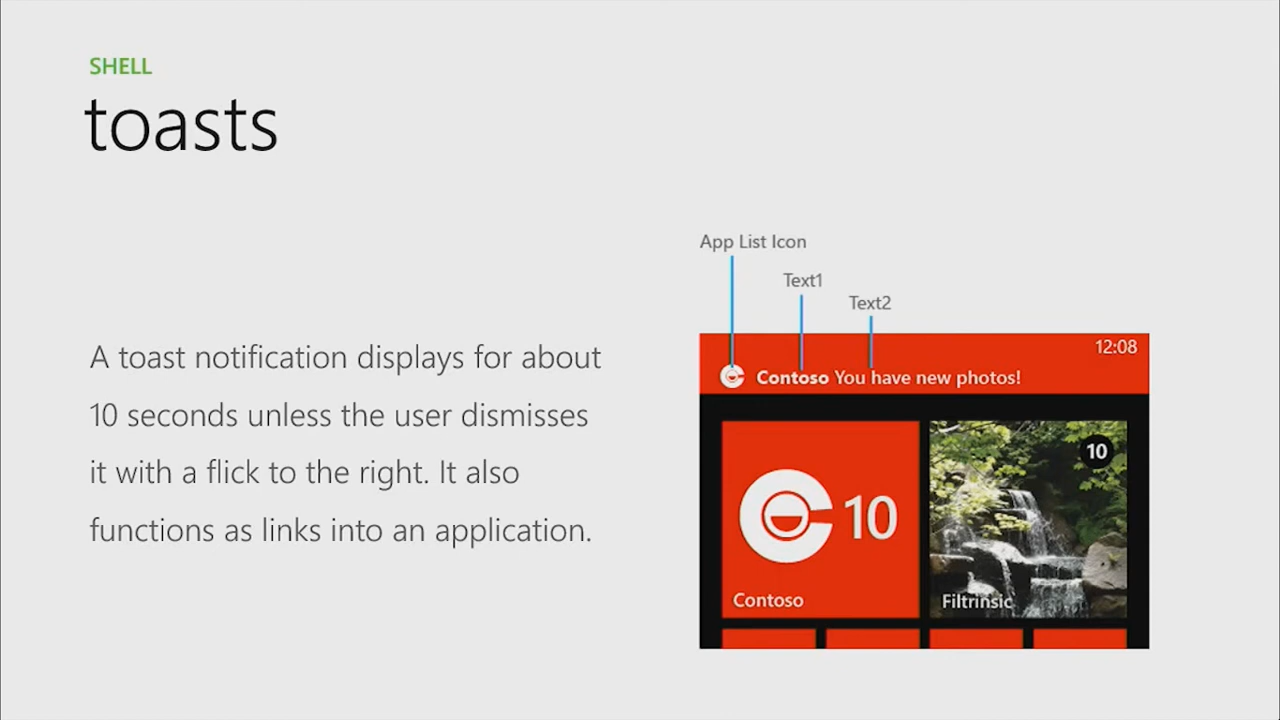 SHELL
toasts
A toast notification displays for about
10 seconds unless the user dismisses
it with a flick to the right. It also
functions as links into an application.
App List Icon
Text1
Text2
12:08
Contoso You have new photos!
10
Contoso
10
Filtrinsic